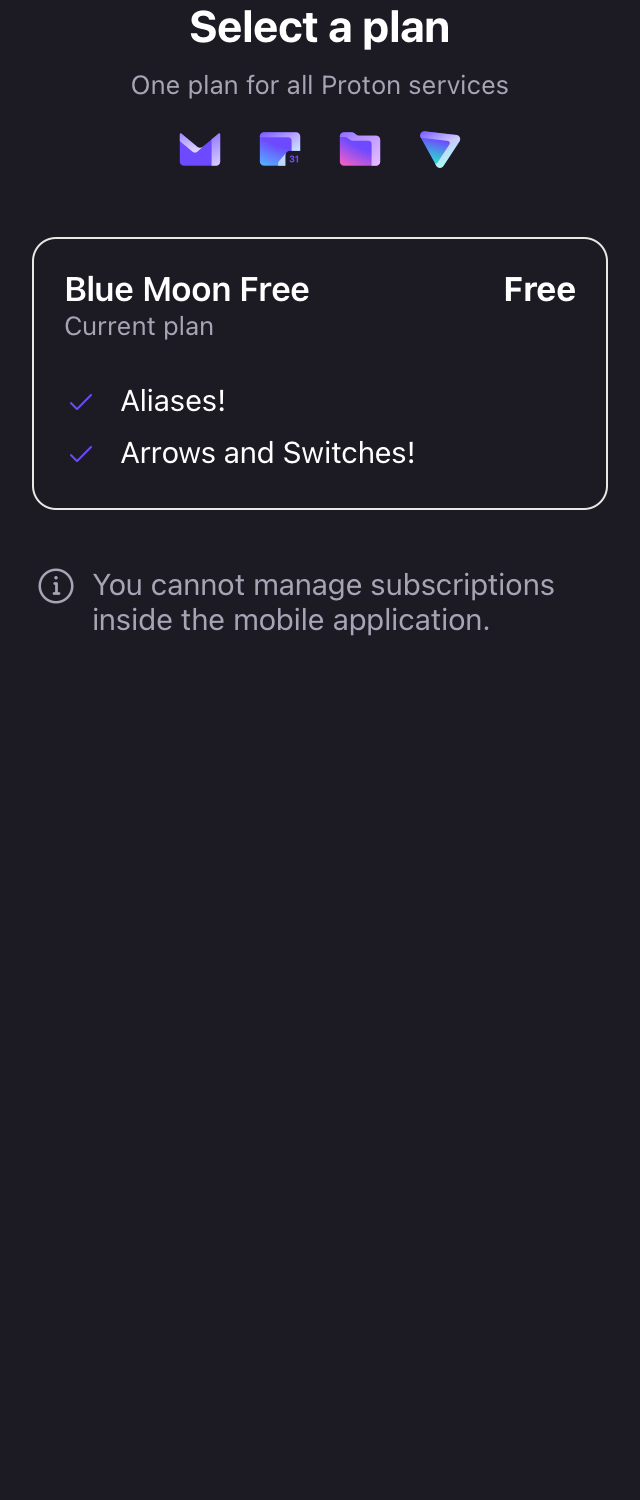 Select a plan
One plan for all Proton services
31
Blue Moon Free
Free
Current plan
Aliases!
Arrows and Switches!
You cannot manage subscriptions
inside the mobile application.